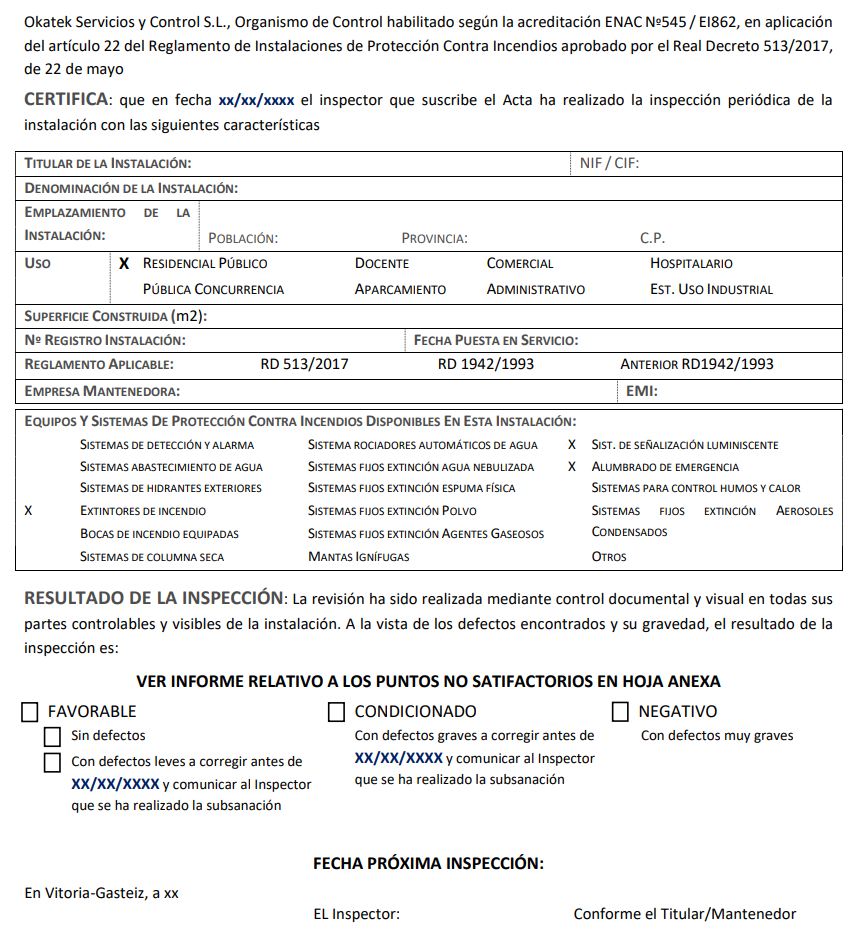 Okatek Servicios y Control S.L., Organismo de Control habilitado según la acreditación ENAC Nº545 / EI862, en aplicación
del artículo 22 del Reglamento de Instalaciones de Protección Contra Incendios aprobado por el Real Decreto 513/2017,
de 22 de mayo
CERTIFICA: que en fecha xx/xx/xxxx el inspector que suscribe el Acta ha realizado la inspección periódica de la
instalación con las siguientes características
TITULAR DE LA INSTALACIÓN: NIF / CIF:
DENOMINACIÓN DE LA INSTALACIÓN:
EMPLAZAMIENTO DE LA
INSTALACIÓN: POBLACIÓN: PROVINCIA: C.P.
USO X RESIDENCIAL PÚBLICO DOCENTE COMERCIAL HOSPITALARIO
PÚBLICA CONCURRENCIA APARCAMIENTO ADMINISTRATIVO EST. USO INDUSTRIAL
SUPERFICIE CONSTRUIDA (m2):
Nº REGISTRO INSTALACIÓN: FECHA PUESTA EN SERVICIO:
REGLAMENTO APLICABLE: RD 513/2017 RD 1942/1993 ANTERIOR RD1942/1993
EMPRESA MANTENEDORA: EMI:
EQUIPOS Y SISTEMAS DE PROTECCIÓN CONTRA INCENDIOS DISPONIBLES EN ESTA INSTALACIÓN:
SISTEMAS DE DETECCIÓN Y ALARMA SISTEMA ROCIADORES AUTOMÁTICOS DE AGUA X SIST. DE SEÑALIZACIÓN LUMINISCENTE
SISTEMAS ABASTECIMIENTO DE AGUA SISTEMAS FIJOS EXTINCIÓN AGUA NEBULIZADA X ALUMBRADO DE EMERGENCIA
SISTEMAS DE HIDRANTES EXTERIORES SISTEMAS FIJOS EXTINCIÓN ESPUMA FÍSICA SISTEMAS PARA CONTROL HUMOS Y CALOR
X EXTINTORES DE INCENDIO SISTEMAS FIJOS EXTINCIÓN POLVO SISTEMAS FIJOS EXTINCIÓN AEROSOLES
BOCAS DE INCENDIO EQUIPADAS SISTEMAS FIJOS EXTINCIÓN AGENTES GASEOSOS CONDENSADOS
SISTEMAS DE COLUMNA SECA MANTAS IGNÍFUGAS OTROS
RESULTADO DE LA INSPECCIÓN: La revisión ha sido realizada mediante control documental y visual en todas sus
partes controlables y visibles de la instalación. A la vista de los defectos encontrados y su gravedad, el resultado de la
inspección es:
VER INFORME RELATIVO A LOS PUNTOS NO SATISFACTORIOS EN HOJA ANEXA
FAVORABLE CONDICIONADO NEGATIVO
Sin defectos Con defectos graves a corregir antes de Con defectos muy graves
Con defectos leves a corregir antes de XX/XX/XXXX y comunicar al Inspector
XX/XX/XXXX y comunicar al Inspector que se ha realizado la subsanación
que se ha realizado la subsanación
FECHA PRÓXIMA INSPECCIÓN:
En Vitoria-Gasteiz, a xx
EL Inspector: Conforme el Titular/Mantenedor